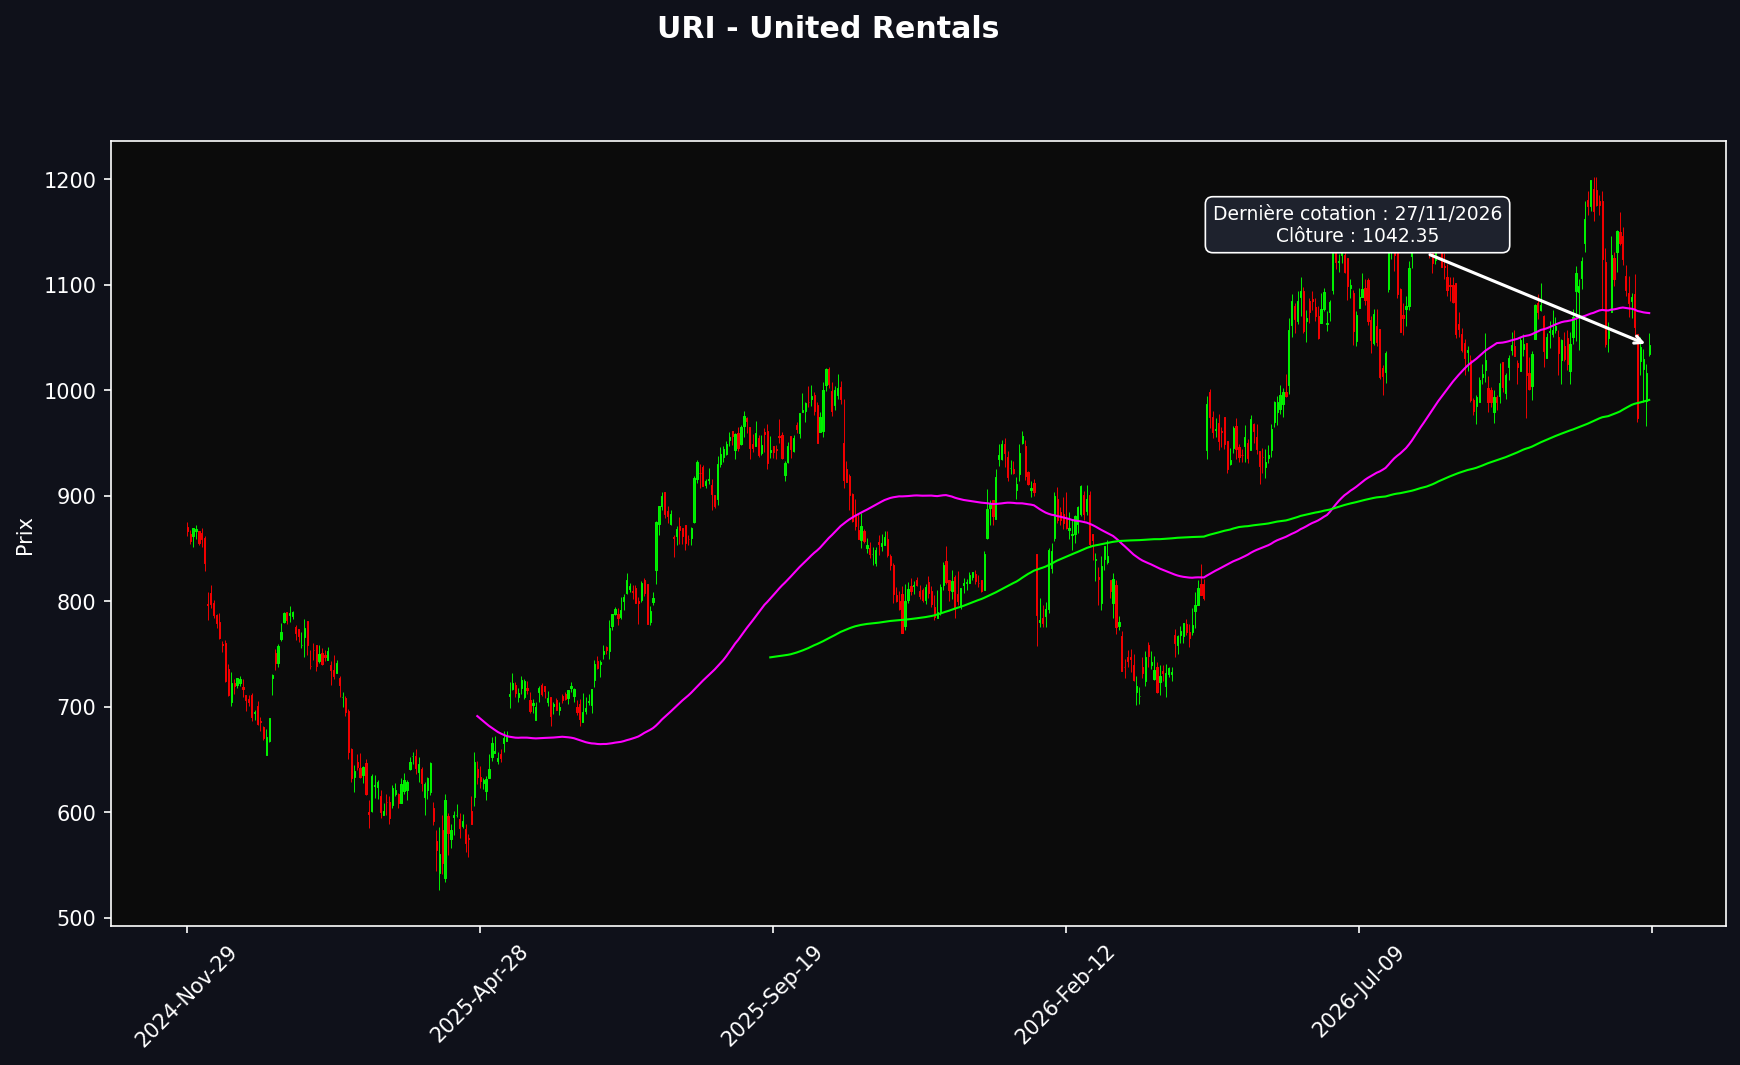 URI - United Rentals
Dernière cotation : 27/11/2026
Clôture : 1042.35
Prix
1200
1100
1000
900
800
700
600
500
2024-Nov-29
2025-Apr-28
2025-Sep-19
2026-Feb-12
2026-Jul-09